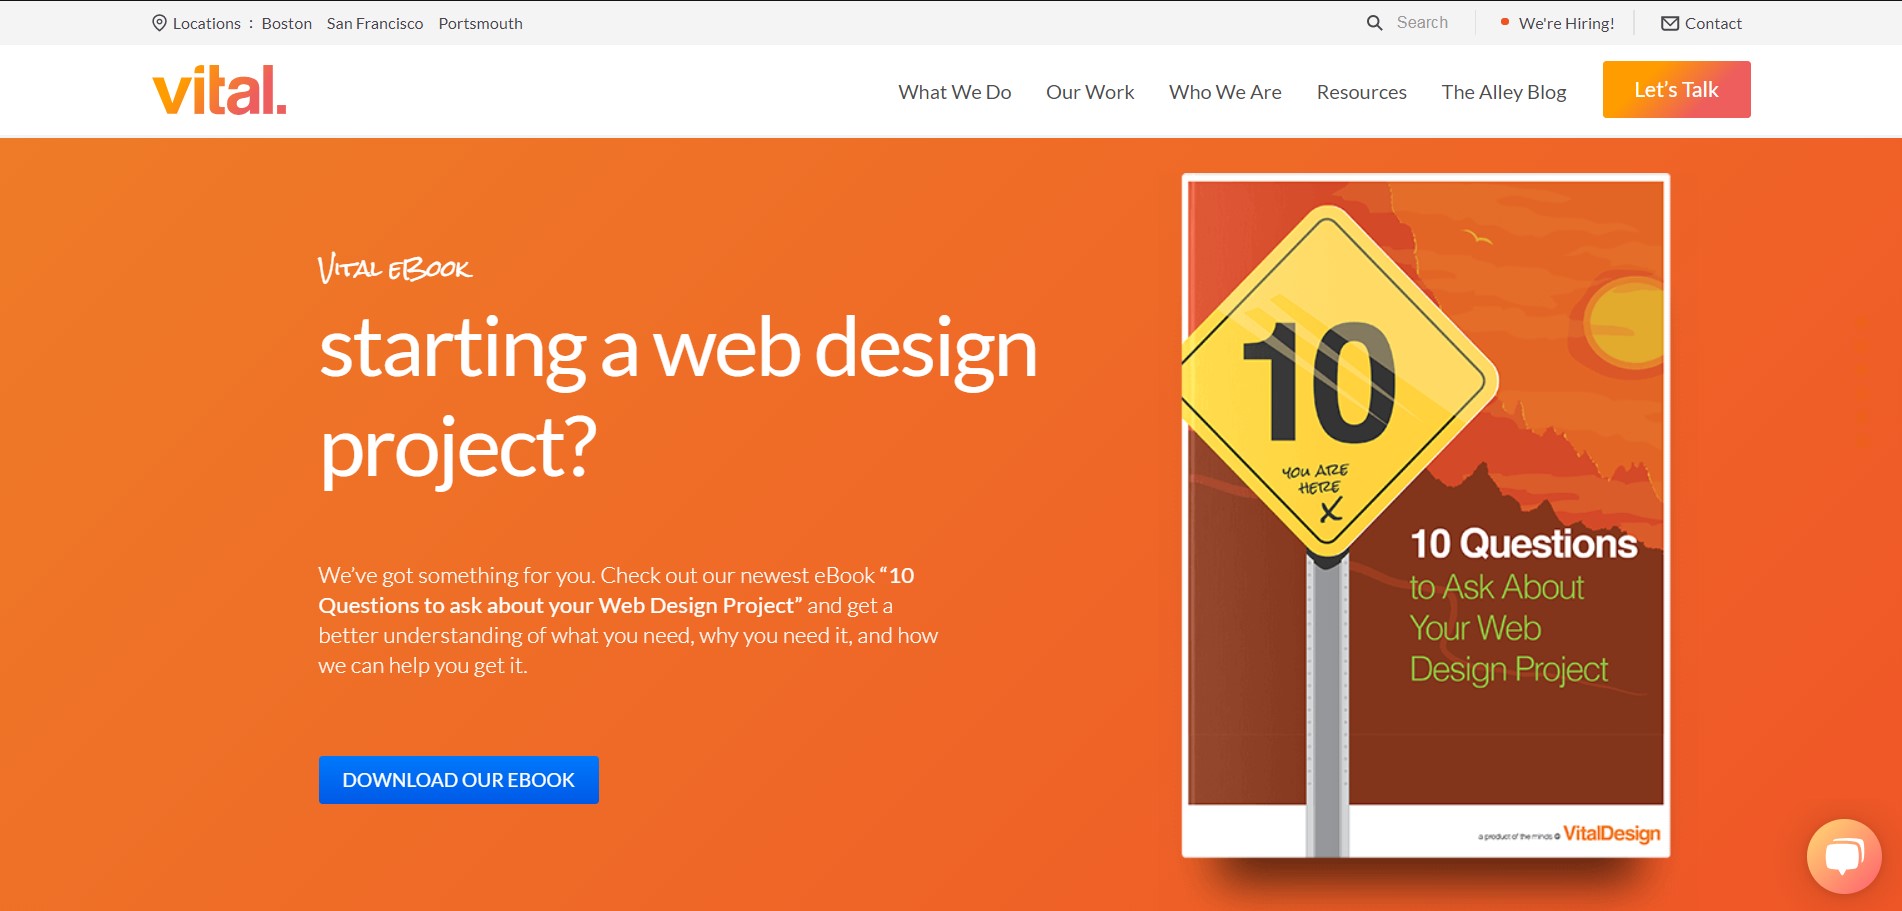 Locations : Boston San Francisco Portsmouth
Search
We're Hiring!
Contact
vital.
What We Do
Our Work
Who We Are
Resources
The Alley Blog
Let's Talk
Vital eBook
starting a web design
project?
We’ve got something for you. Check out our newest eBook “10
Questions to ask about your Web Design Project” and get a
better understanding of what you need, why you need it, and how
we can help you get it.
DOWNLOAD OUR EBOOK
10
YOU ARE
HERE
X
10 Questions
to Ask About
Your Web
Design Project
a product of the minds @ VitalDesign